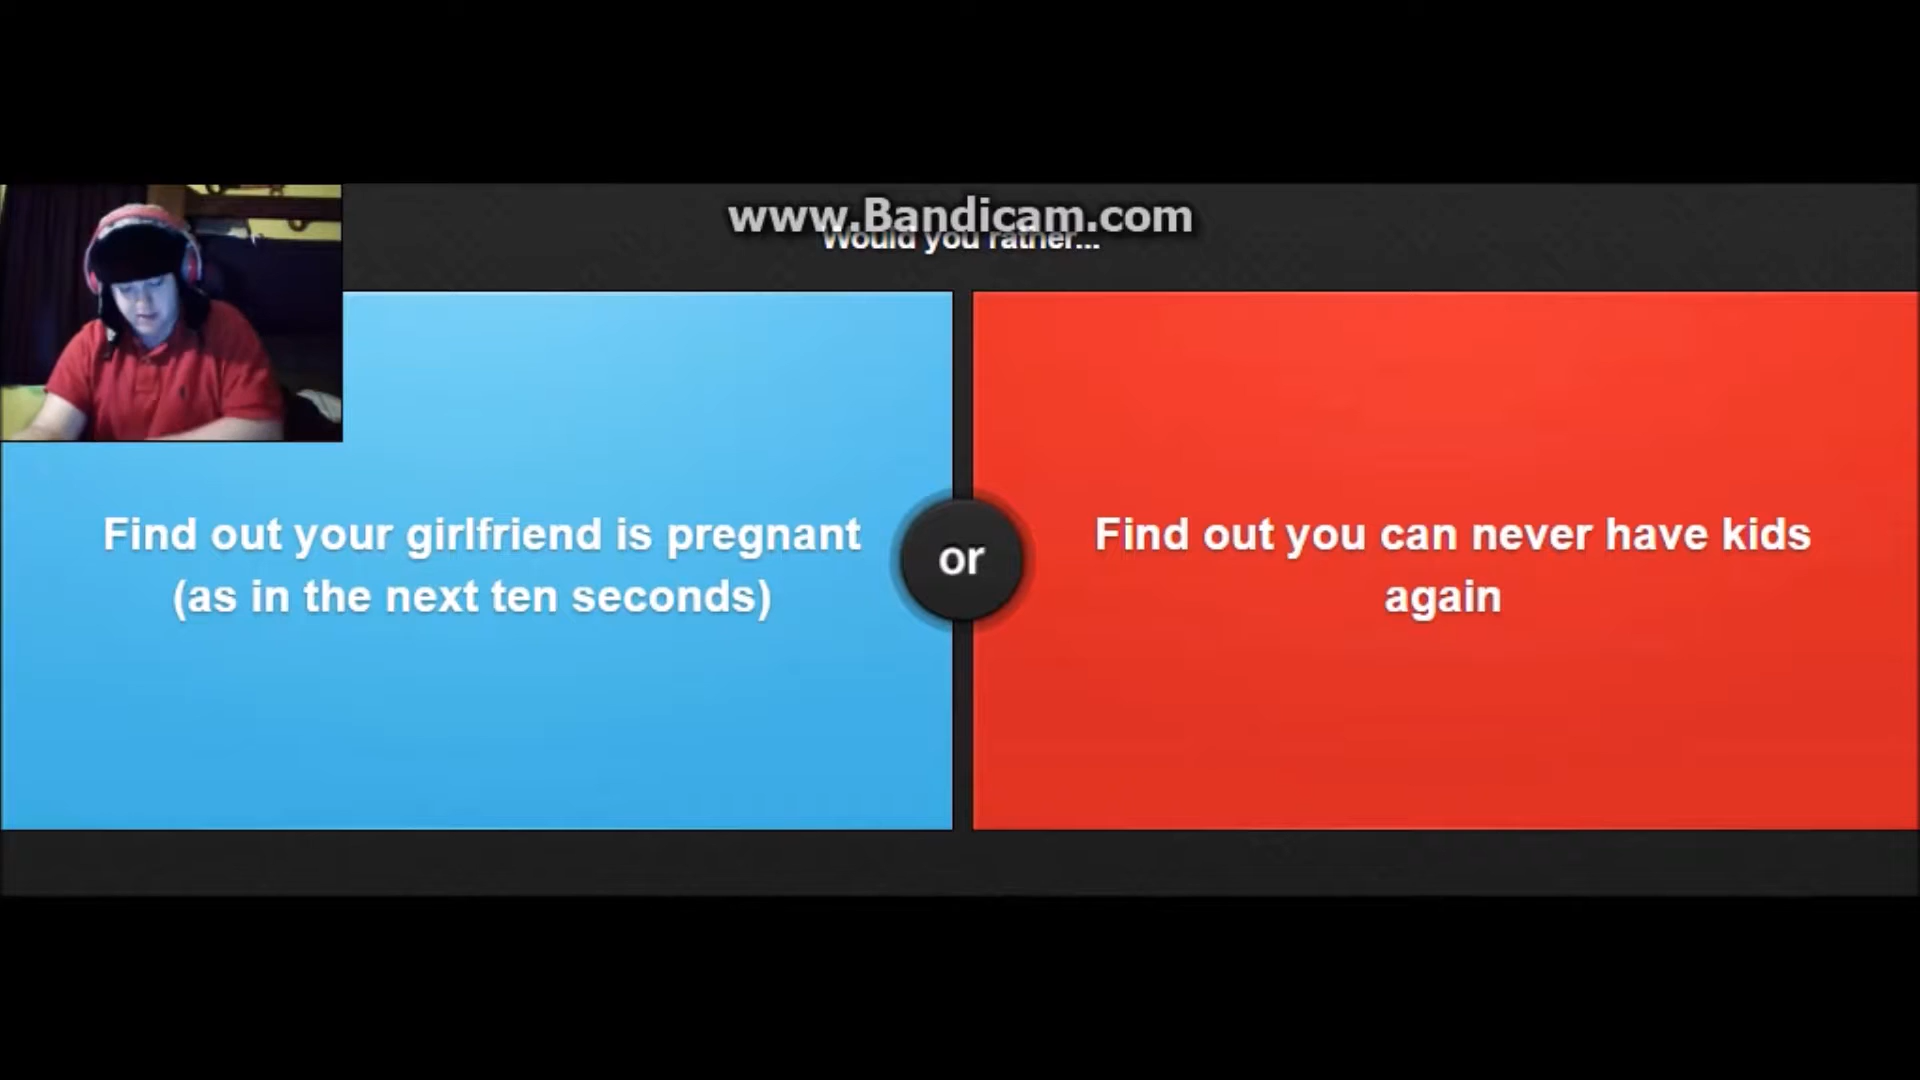 www.Bandicam.com
Would you rather...
Find out your girlfriend is pregnant
(as in the next ten seconds)
or
Find out you can never have kids
again